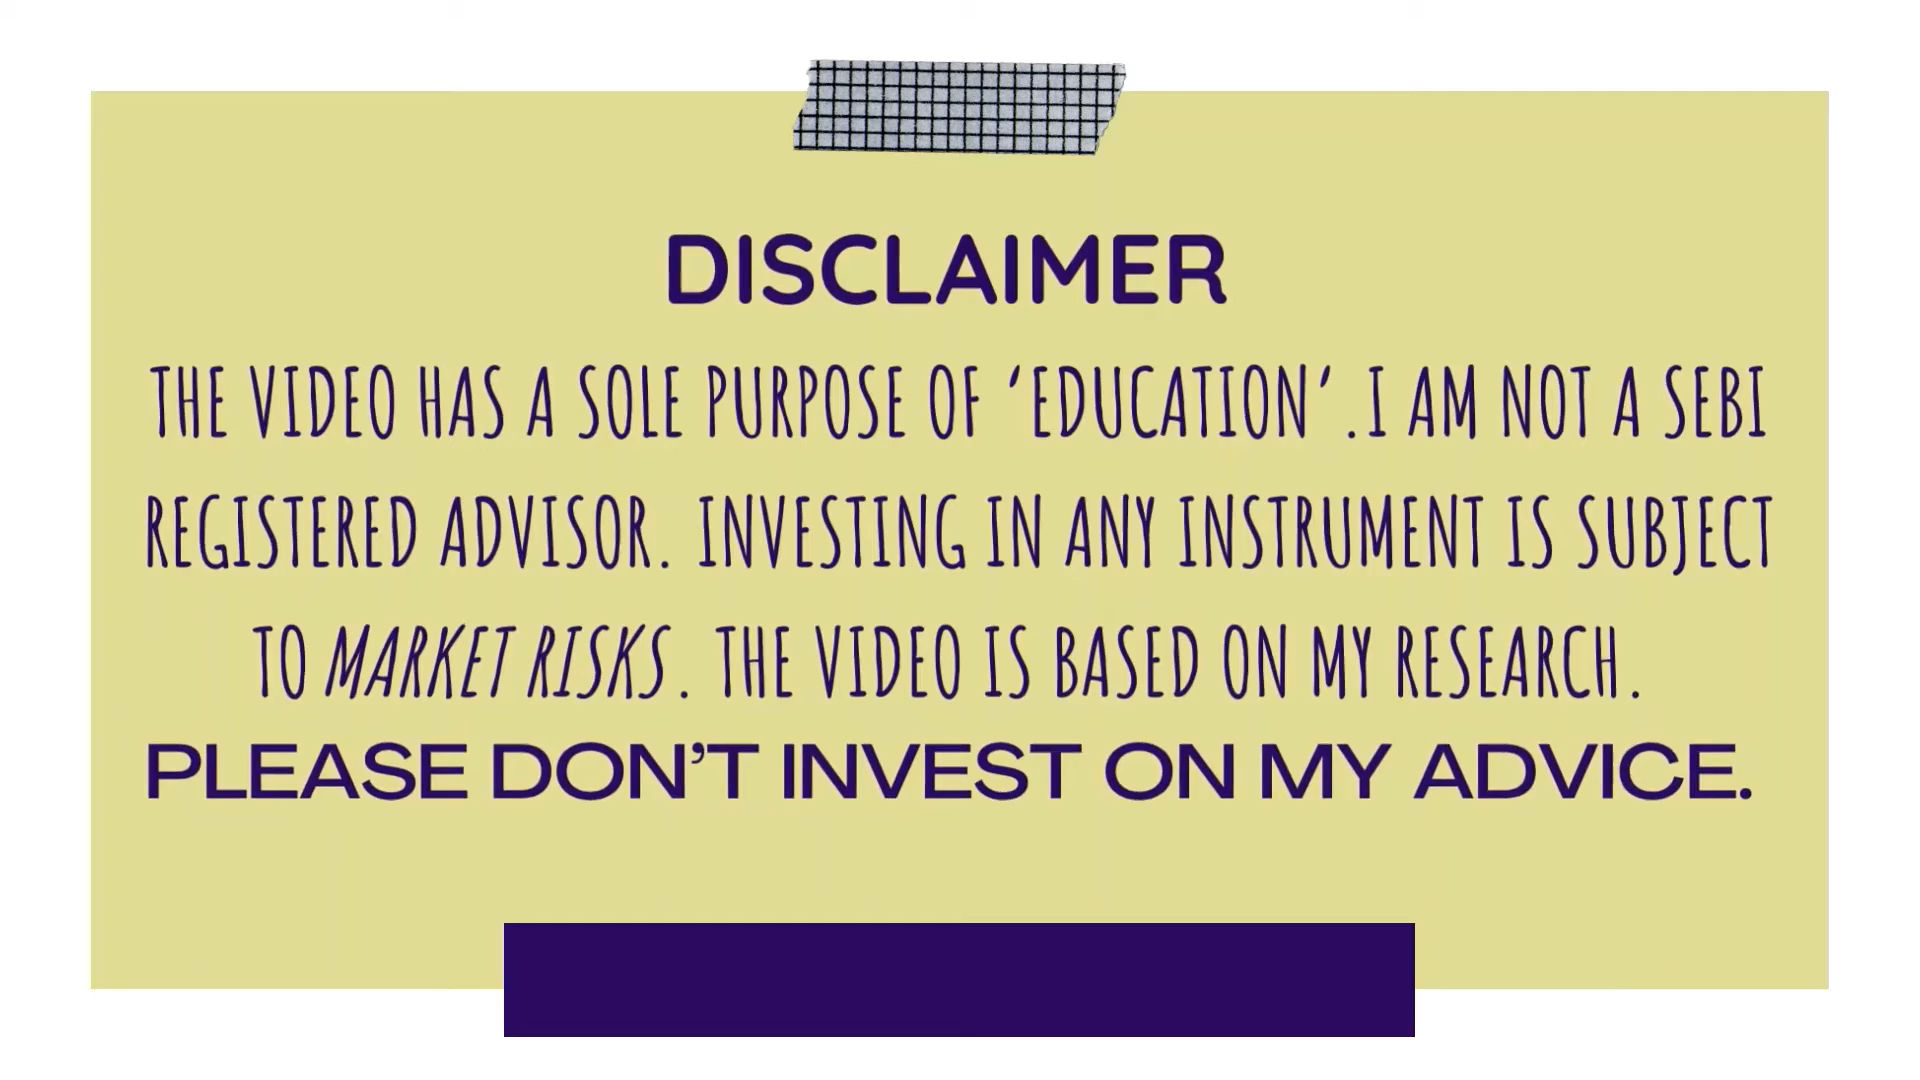 DISCLAIMER
THE VIDEO HAS A SOLE PURPOSE OF ‘EDUCATION’.I AM NOT A SEBI
REGISTERED ADVISOR. INVESTING IN ANY INSTRUMENT IS SUBJECT
TO MARKET RISKS. THE VIDEO IS BASED ON MY RESEARCH.
PLEASE DON’T INVEST ON MY ADVICE.